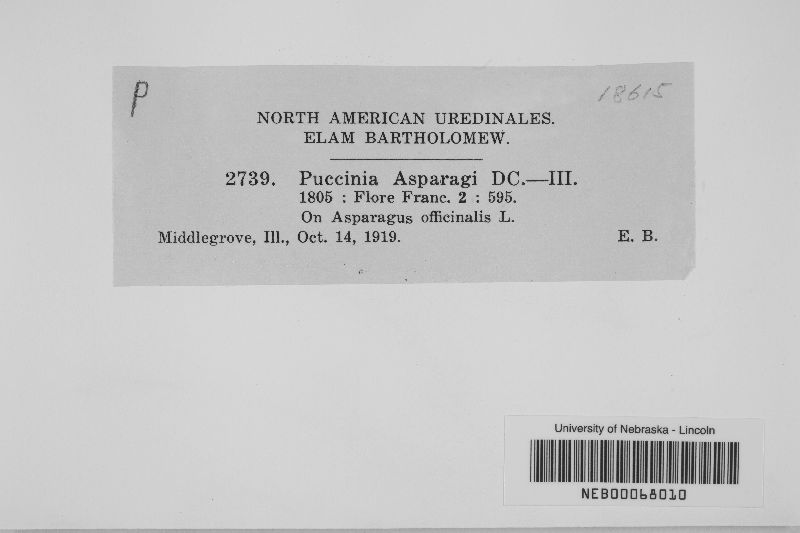 P
18615
NORTH AMERICAN UREDINALES.
ELAM BARTHOLOMEW.
2739. Puccinia Asparagi DC.—III.
1805 : Flore Franc. 2 : 595.
On Asparagus officinalis L.
Middlegrove, Ill., Oct. 14, 1919. E. B.
University of Nebraska - Lincoln
NEB00068010